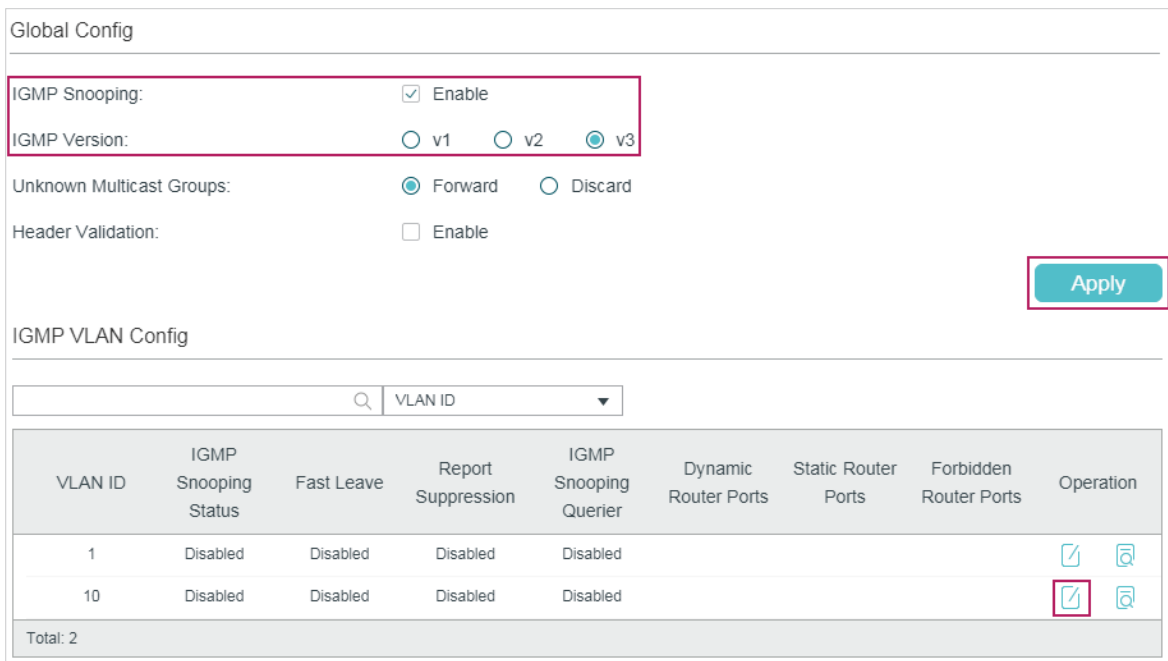 Global Config
IGMP Snooping: Enable
IGMP Version: v1 v2 v3
Unknown Multicast Groups: Forward Discard
Header Validation: Enable
Apply
IGMP VLAN Config
VLAN ID
VLAN ID IGMP Snooping Status Fast Leave Report Suppression IGMP Snooping Querier Dynamic Router Ports Static Router Ports Forbidden Router Ports Operation
1 Disabled Disabled Disabled Disabled
10 Disabled Disabled Disabled Disabled
Total: 2